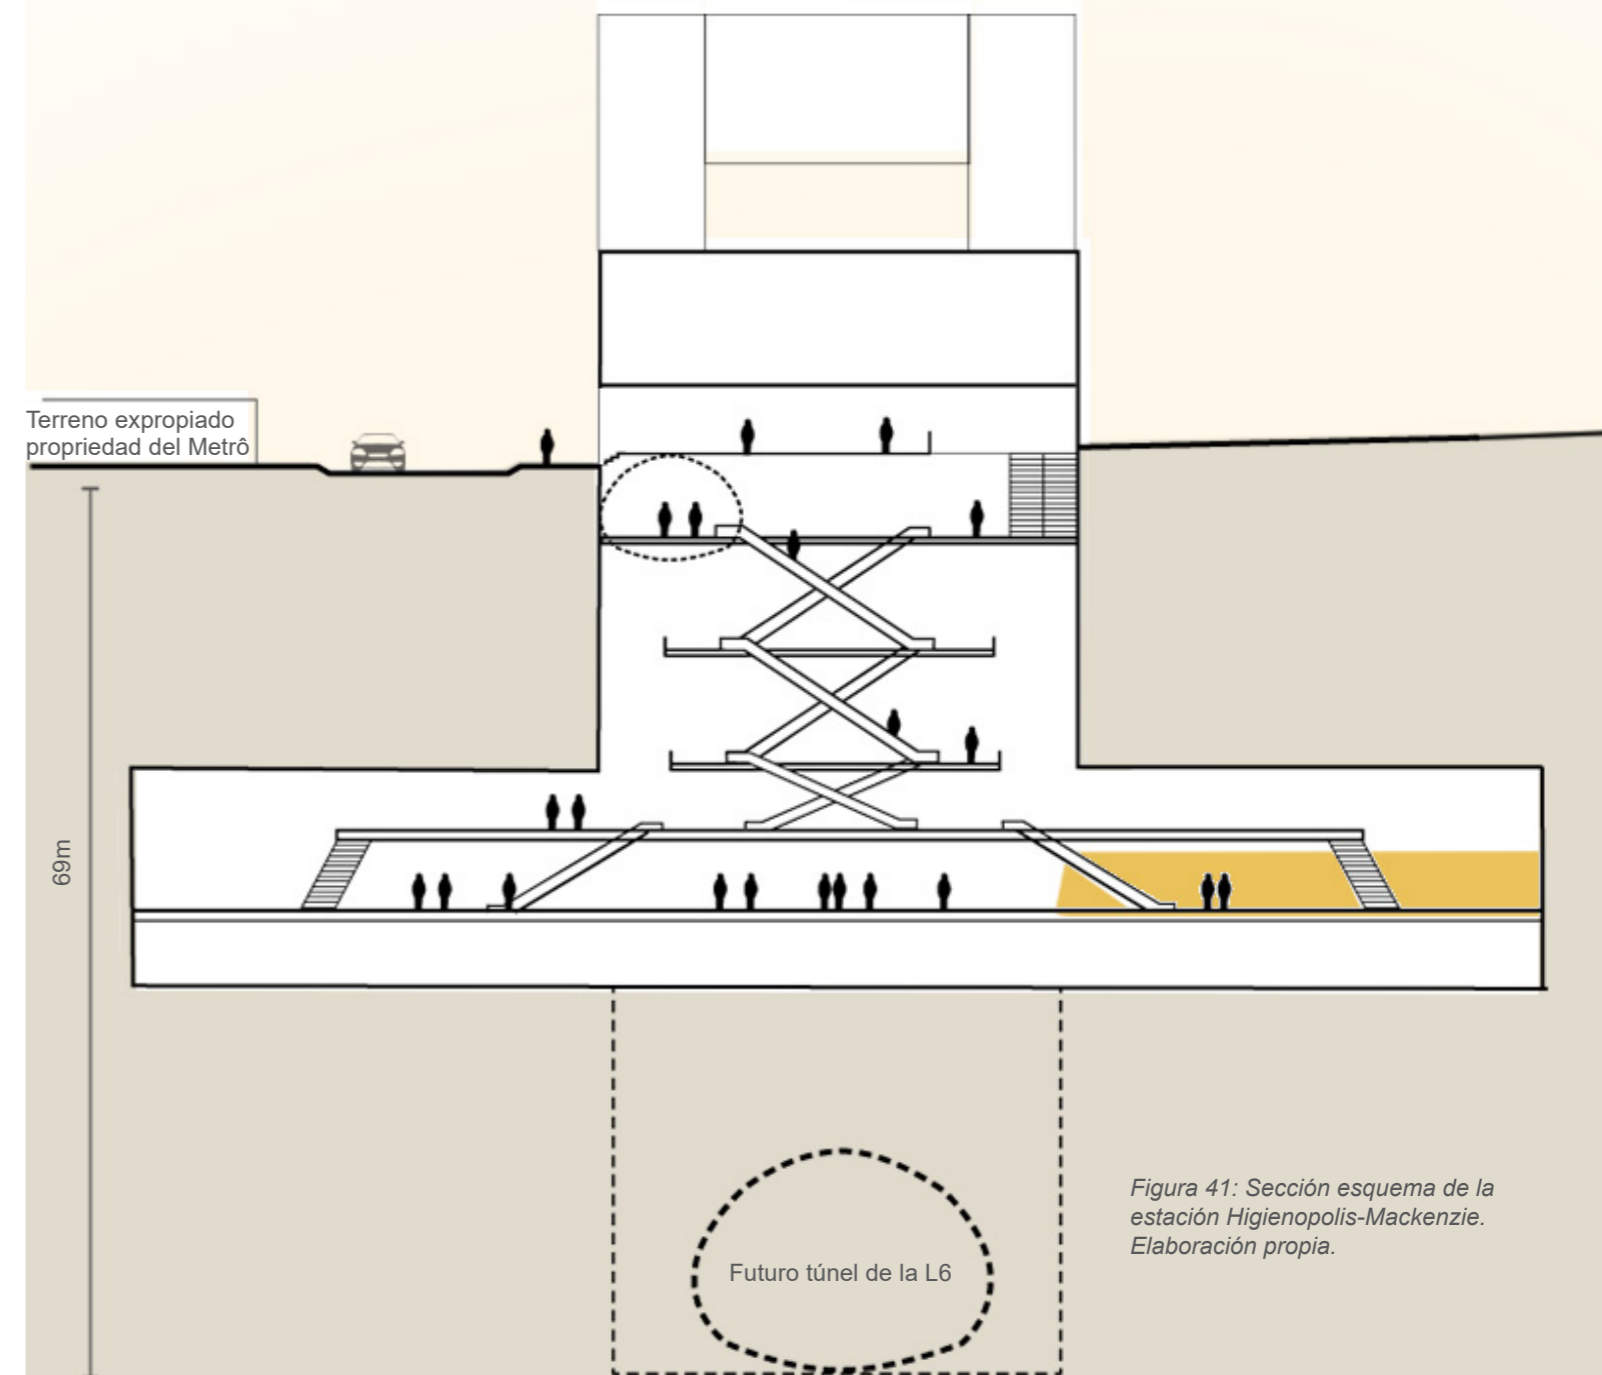 Terreno expropiado
propriedad del Metrô
69m
Futuro túnel de la L6
Figura 41: Sección esquema de la
estación Higienopolis-Mackenzie.
Elaboración propia.